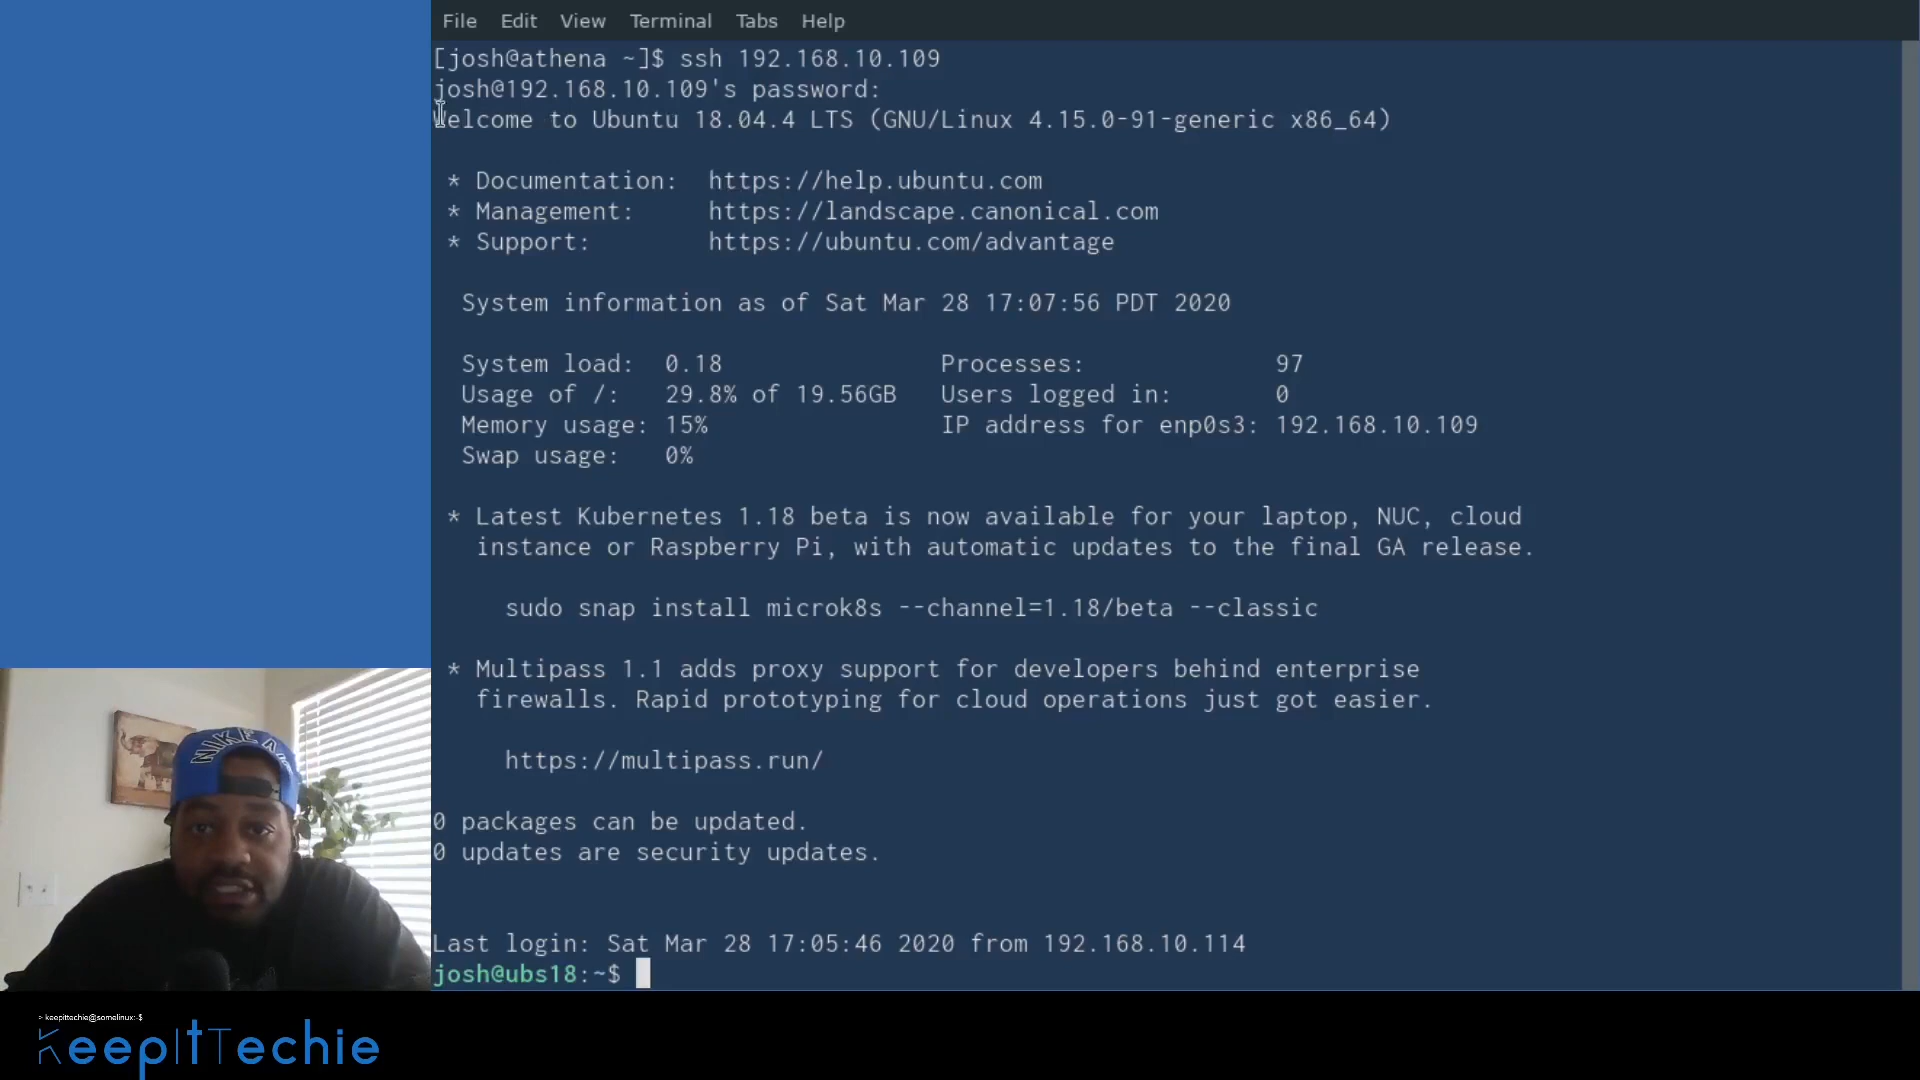 File Edit View Terminal Tabs Help
[josh@athena ~]$ ssh 192.168.10.109
josh@192.168.10.109's password:
Welcome to Ubuntu 18.04.4 LTS (GNU/Linux 4.15.0-91-generic x86_64)
* Documentation: https://help.ubuntu.com
* Management: https://landscape.canonical.com
* Support: https://ubuntu.com/advantage
System information as of Sat Mar 28 17:07:56 PDT 2020
System load: 0.18 Processes: 97
Usage of /: 29.8% of 19.56GB Users logged in: 0
Memory usage: 15% IP address for enp0s3: 192.168.10.109
Swap usage: 0%
* Latest Kubernetes 1.18 beta is now available for your laptop, NUC, cloud
instance or Raspberry Pi, with automatic updates to the final GA release.
sudo snap install microk8s --channel=1.18/beta --classic
* Multipass 1.1 adds proxy support for developers behind enterprise
firewalls. Rapid prototyping for cloud operations just got easier.
https://multipass.run/
0 packages can be updated.
0 updates are security updates.
Last login: Sat Mar 28 17:05:46 2020 from 192.168.10.114
josh@ubs18:~$
NIKE
> keepittechie@somelinux:-$
KeepItTechie